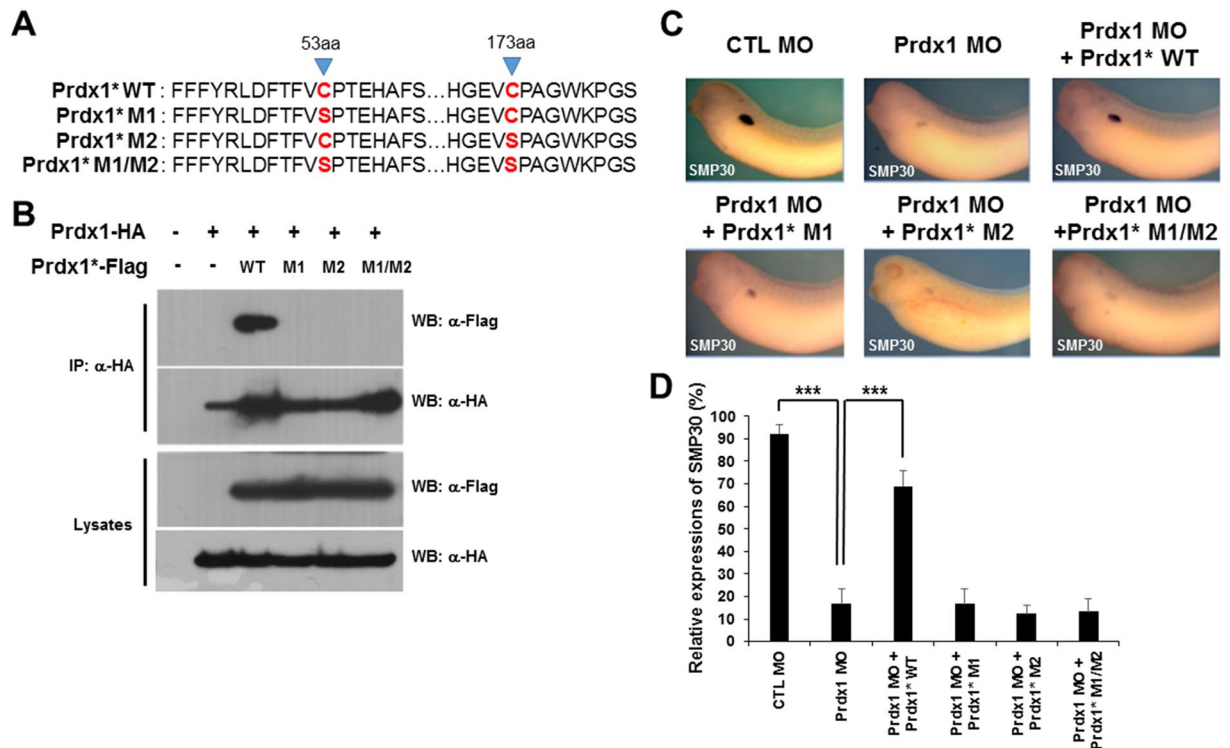 A
53aa 173aa
Prdx1* WT : FFFYRLDFTFVCPTEHAFS...HGEVCPAGWKPGS
Prdx1* M1 : FFFYRLDFTFVSPTEHAFS...HGEVCPAGWKPGS
Prdx1* M2 : FFFYRLDFTFVCPTEHAFS...HGEVSPAGWKPGS
Prdx1* M1/M2 : FFFYRLDFTFVSPTEHAFS...HGEVSPAGWKPGS
B
Prdx1-HA - + + + + +
Prdx1*-Flag - - WT M1 M2 M1/M2
IP: α-HA
WB: α-Flag
WB: α-HA
Lysates
WB: α-Flag
WB: α-HA
C
CTL MO
Prdx1 MO
Prdx1 MO
+ Prdx1* WT
SMP30
SMP30
SMP30
Prdx1 MO
+ Prdx1* M1
Prdx1 MO
+ Prdx1* M2
Prdx1 MO
+Prdx1* M1/M2
SMP30
SMP30
SMP30
D
*** ***
Relative expressions of SMP30 (%)
100
90
80
70
60
50
40
30
20
10
0
CTL MO
Prdx1 MO
Prdx1 MO +
Prdx1* WT
Prdx1 MO +
Prdx1* M1
Prdx1 MO +
Prdx1* M2
Prdx1 MO +
Prdx1* M1/M2